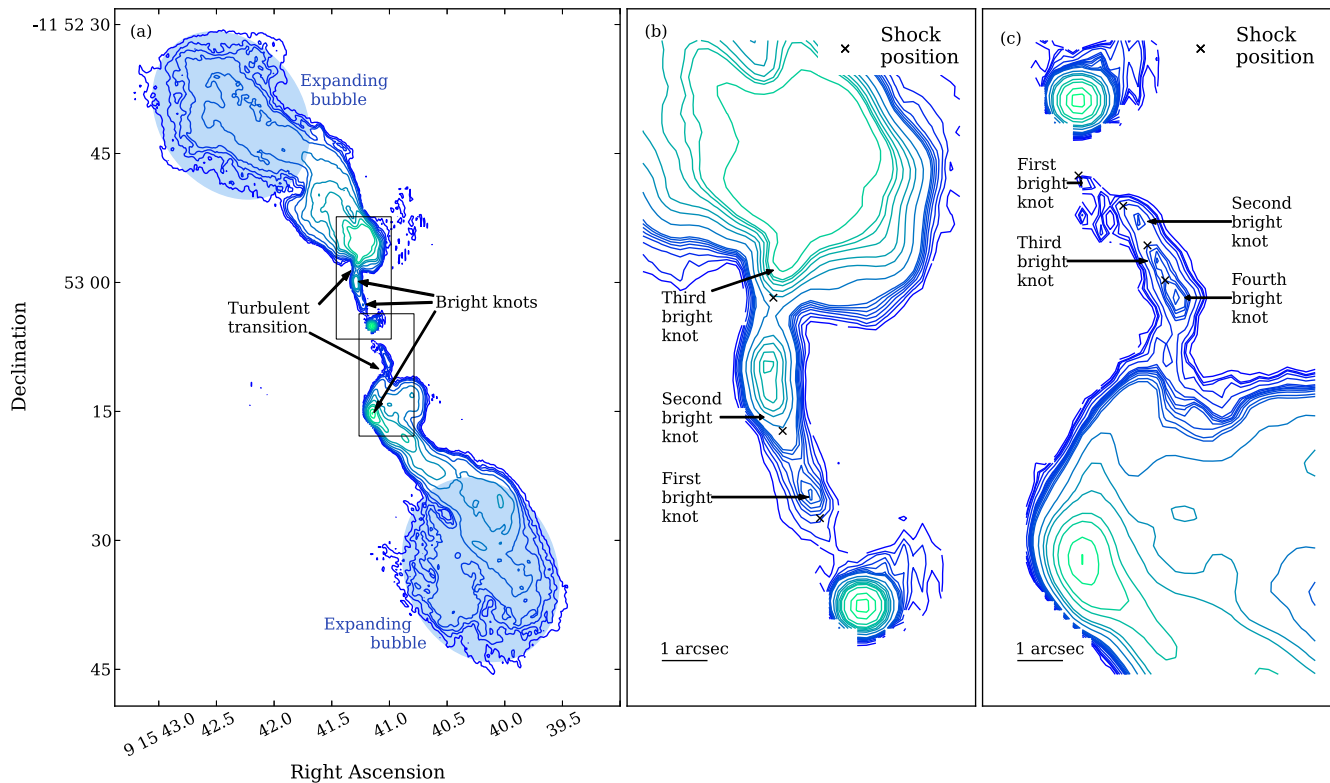 -11 52 30
45
53 00
15
30
45
Declination
9 15 43.0
42.5
42.0
41.5
41.0
40.5
40.0
39.5
Right Ascension
(a)
Expanding
bubble
Turbulent
transition
Bright knots
Expanding
bubble
(b)
Shock
position
Third
bright
knot
Second
bright
knot
First
bright
knot
1 arcsec
(c)
Shock
position
First
bright
knot
Second
bright
knot
Third
bright
knot
Fourth
bright
knot
1 arcsec